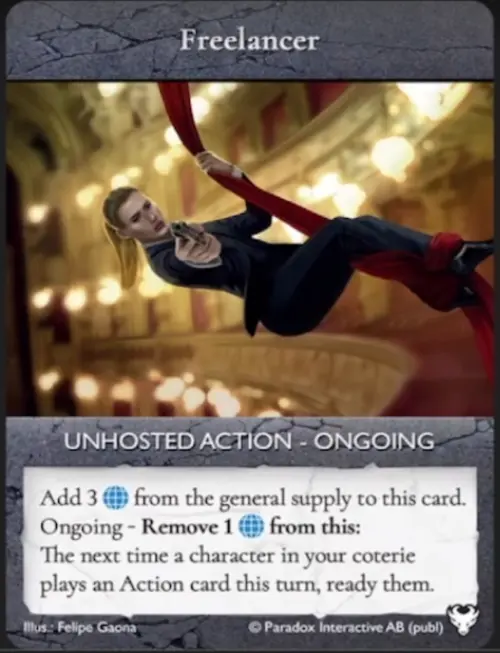 Freelancer
UNHOSTED ACTION - ONGOING
Add 3 from the general supply to this card.
Ongoing - Remove 1 from this:
The next time a character in your coterie
plays an Action card this turn, ready them.
Illus.: Felipe Gaona © Paradox Interactive AB (publ)